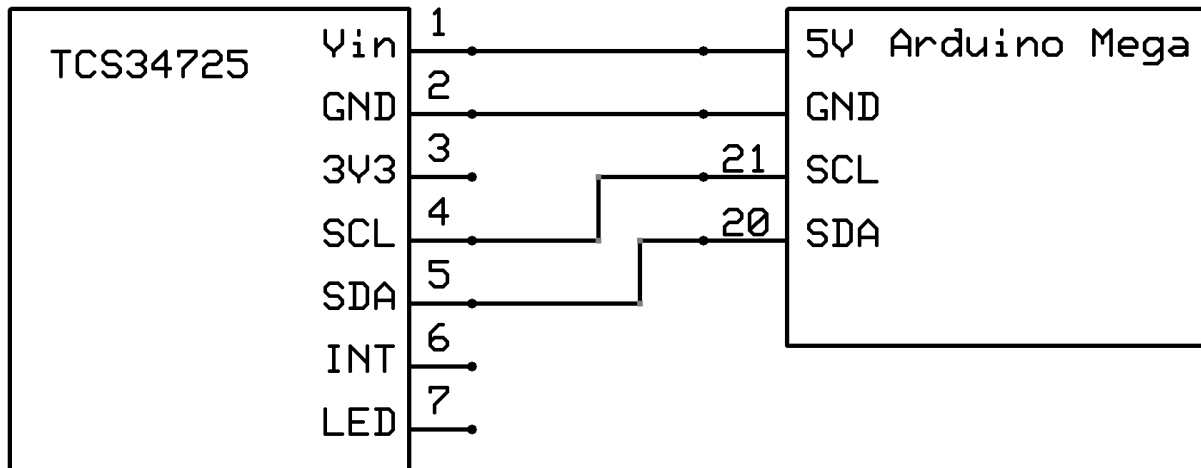 TCS34725
Vin 1
GND 2
3V3 3
SCL 4
SDA 5
INT 6
LED 7
5V Arduino Mega
GND
21 SCL
20 SDA